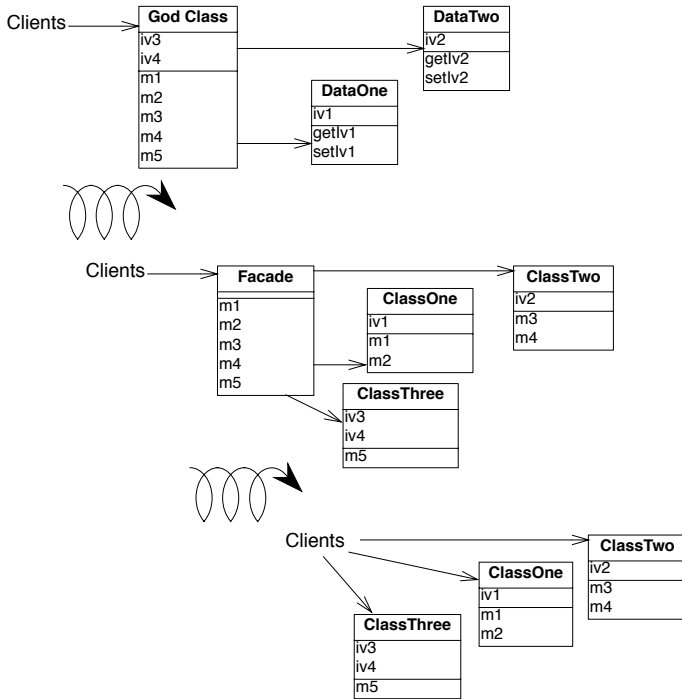 Clients
God Class
iv3
iv4
m1
m2
m3
m4
m5
DataTwo
iv2
getIv2
setIv2
DataOne
iv1
getIv1
setIv1
Clients
Facade
m1
m2
m3
m4
m5
ClassTwo
iv2
m3
m4
ClassOne
iv1
m1
m2
ClassThree
iv3
iv4
m5
Clients
ClassTwo
iv2
m3
m4
ClassOne
iv1
m1
m2
ClassThree
iv3
iv4
m5